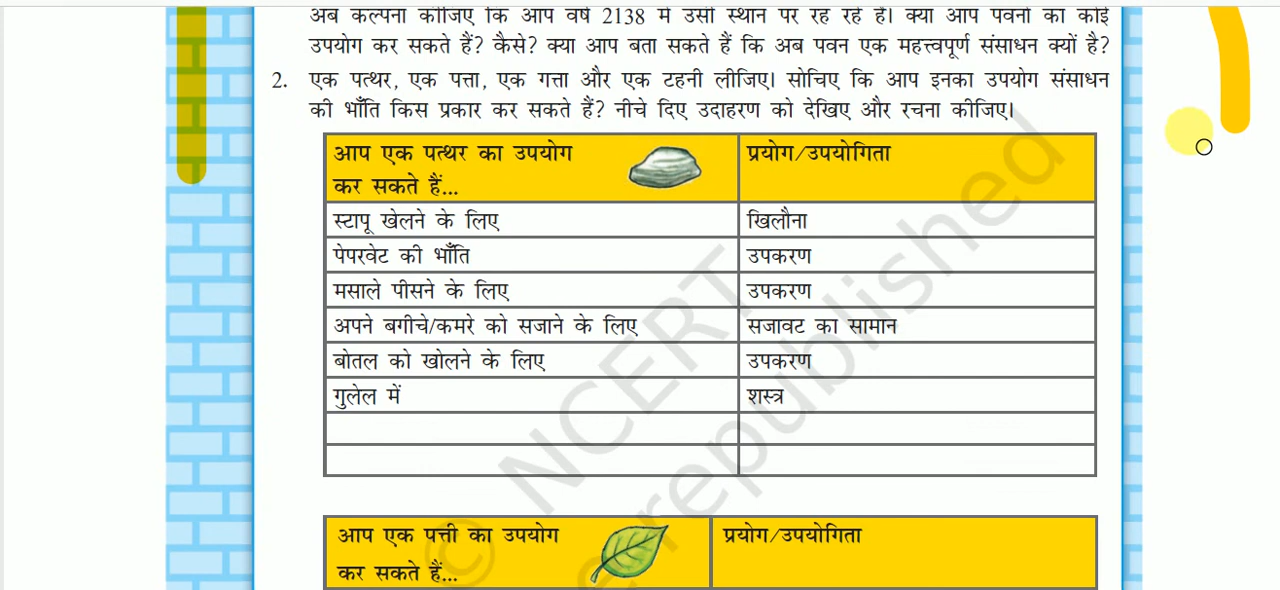 अब कल्पना कीजिए कि आप वर्ष 2138 में उसी स्थान पर रह रहे हैं। क्या आप पवनों का कोई
उपयोग कर सकते हैं? कैसे? क्या आप बता सकते हैं कि अब पवन एक महत्त्वपूर्ण संसाधन क्यों है?
2. एक पत्थर, एक पत्ता, एक गत्ता और एक टहनी लीजिए। सोचिए कि आप इनका उपयोग संसाधन
की भाँति किस प्रकार कर सकते हैं? नीचे दिए उदाहरण को देखिए और रचना कीजिए।
आप एक पत्थर का उपयोग प्रयोग/उपयोगिता
कर सकते हैं...
स्टापू खेलने के लिए खिलौना
पेपरवेट की भाँति उपकरण
मसाले पीसने के लिए उपकरण
अपने बगीचे/कमरे को सजाने के लिए सजावट का सामान
बोतल को खोलने के लिए उपकरण
गुलेल में शस्त्र
आप एक पत्ती का उपयोग प्रयोग/उपयोगिता
कर सकते हैं...
© NCERT
e republished